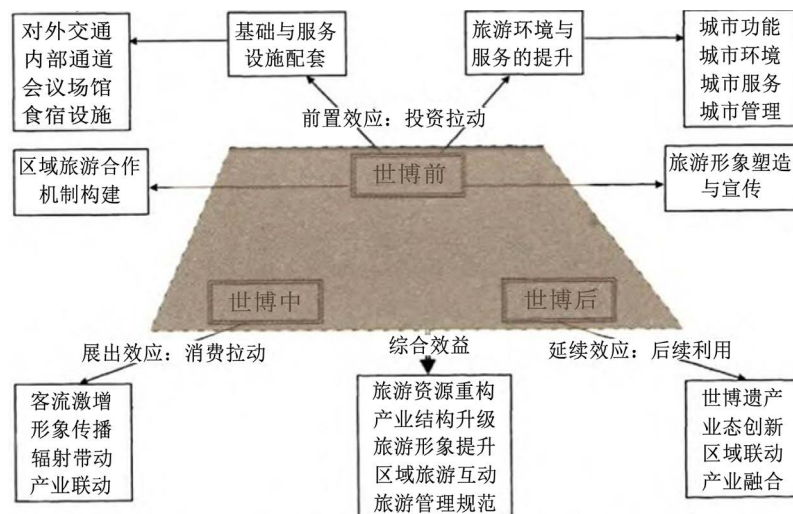 对外交通
内部通道
会议场馆
食宿设施
基础与服务
设施配套
旅游环境与
服务的提升
城市功能
城市环境
城市服务
城市管理
前置效应：投资拉动
区域旅游合作
机制构建
世博前
旅游形象塑造
与宣传
世博中
世博后
展出效应：消费拉动
综合效益
延续效应：后续利用
客流激增
形象传播
辐射带动
产业联动
旅游资源重构
产业结构升级
旅游形象提升
区域旅游互动
旅游管理规范
世博遗产
业态创新
区域联动
产业融合